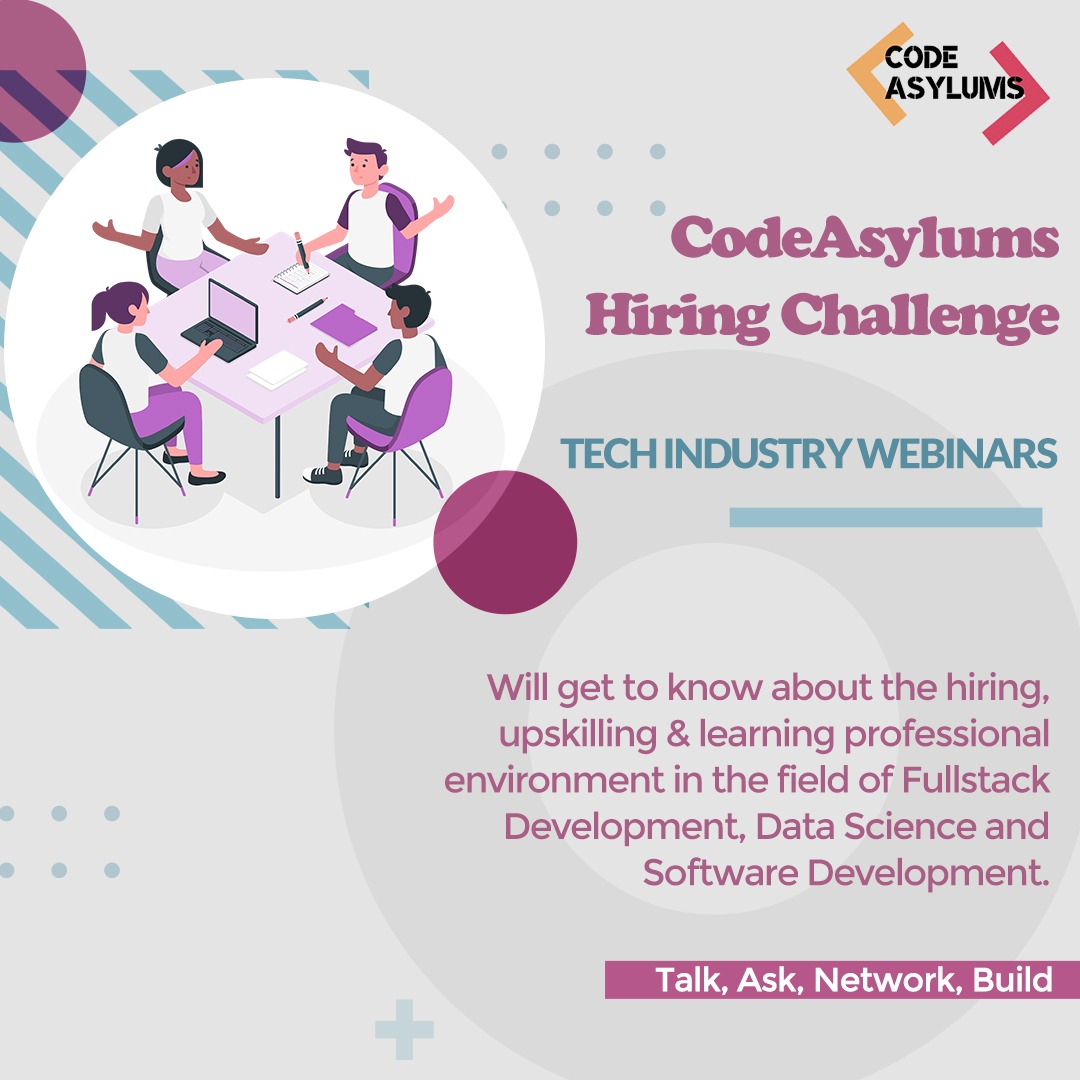 CODE
ASYLUMS
CodeAsylums
Hiring Challenge
TECH INDUSTRY WEBINARS
Will get to know about the hiring,
upskilling & learning professional
environment in the field of Fullstack
Development, Data Science and
Software Development.
Talk, Ask, Network, Build